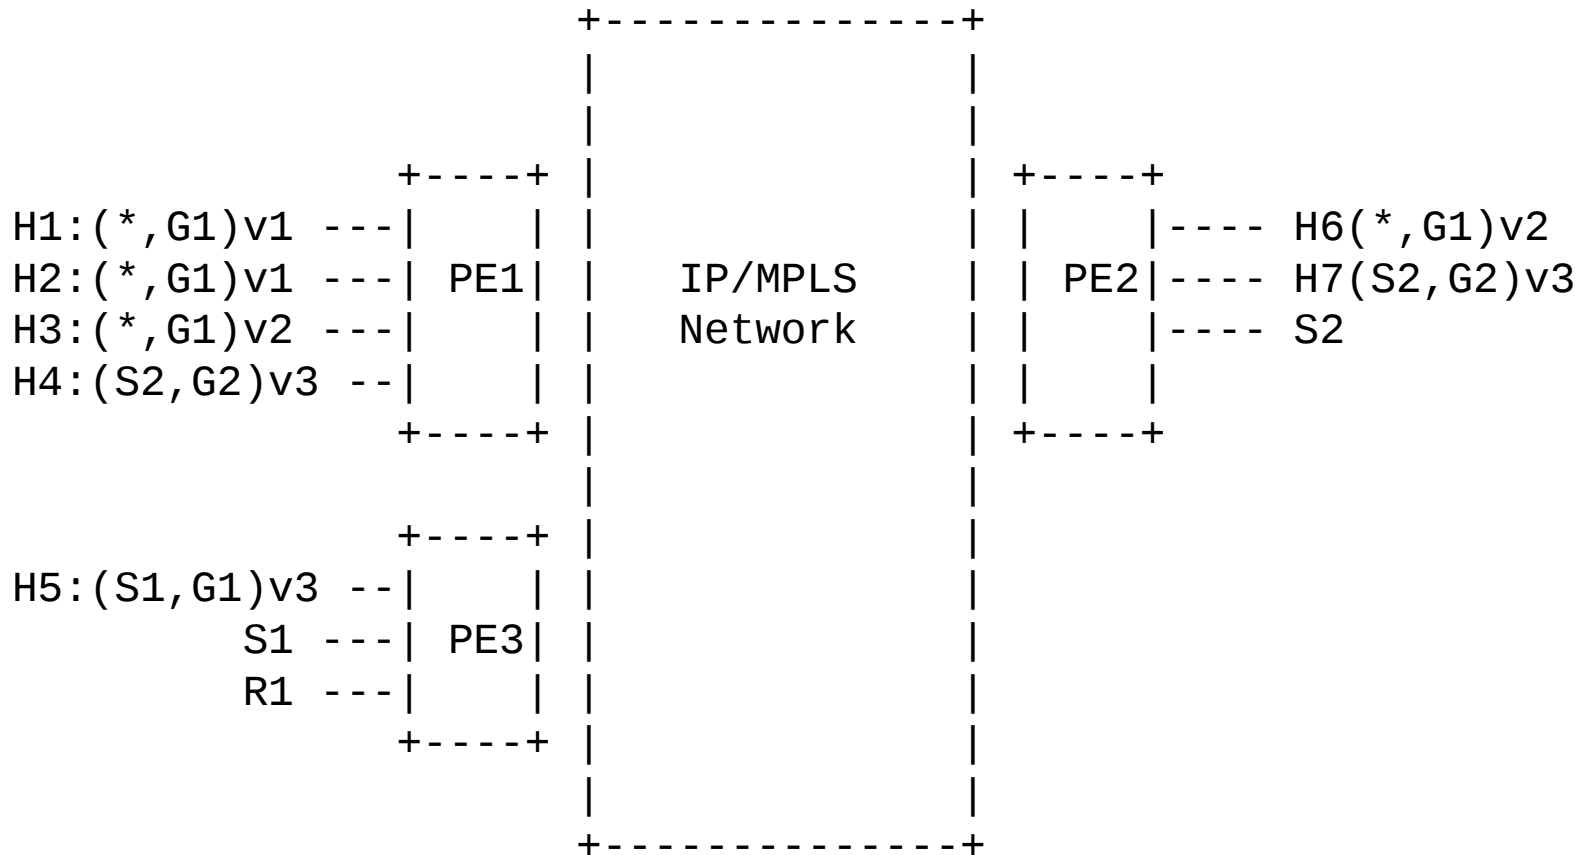 +--------------+
| |
| |
+----+ | | +----+
H1:(*,G1)v1 ---| | | | | |---- H6(*,G1)v2
H2:(*,G1)v1 ---| PE1| | IP/MPLS | | PE2|---- H7(S2,G2)v3
H3:(*,G1)v2 ---| | | Network | | |---- S2
H4:(S2,G2)v3 --| | | | | |
+----+ | | +----+
| |
+----+ | |
H5:(S1,G1)v3 --| | | |
S1 ---| PE3| | |
R1 ---| | | |
+----+ | |
| |
+--------------+